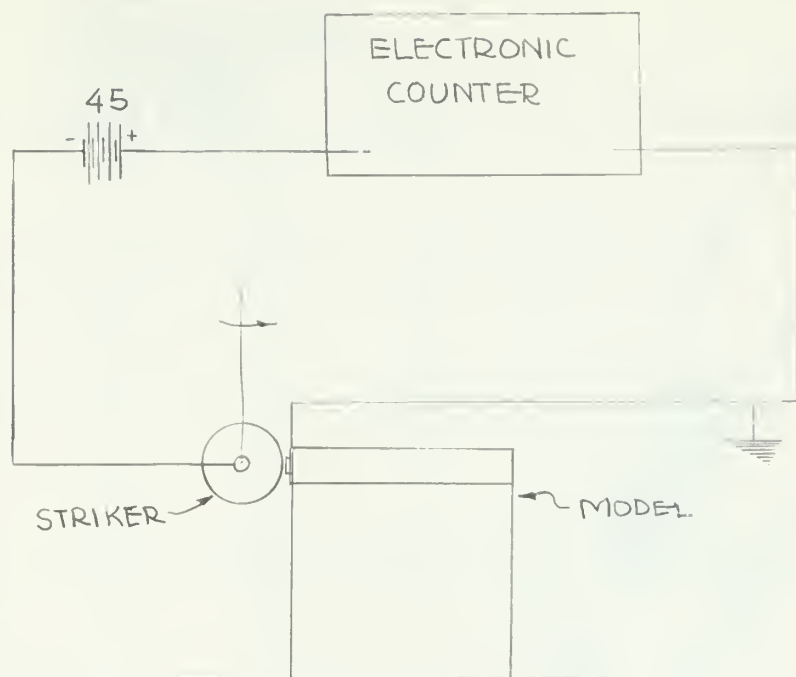 ELECTRONIC
COUNTER
45
- +
STRIKER
MODEL